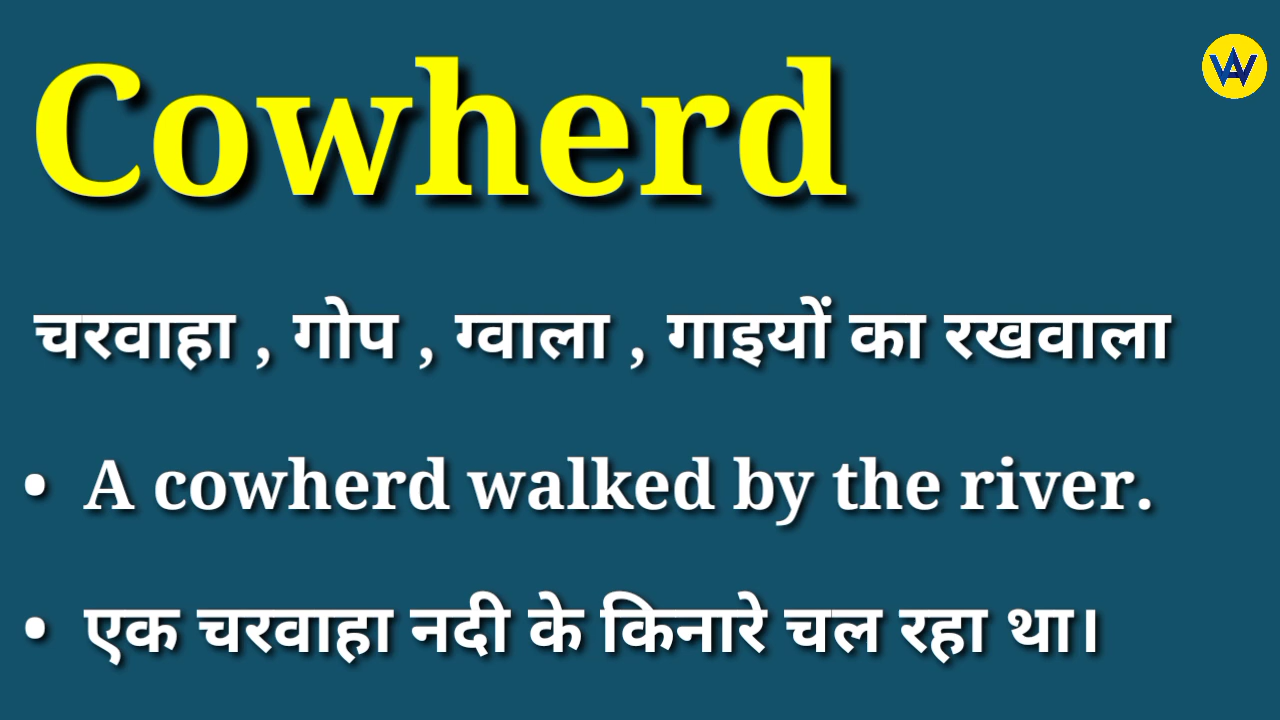 Cowherd
चरवाहा , गोप , ग्वाला , गाइयों का रखवाला
• A cowherd walked by the river.
• एक चरवाहा नदी के किनारे चल रहा था।